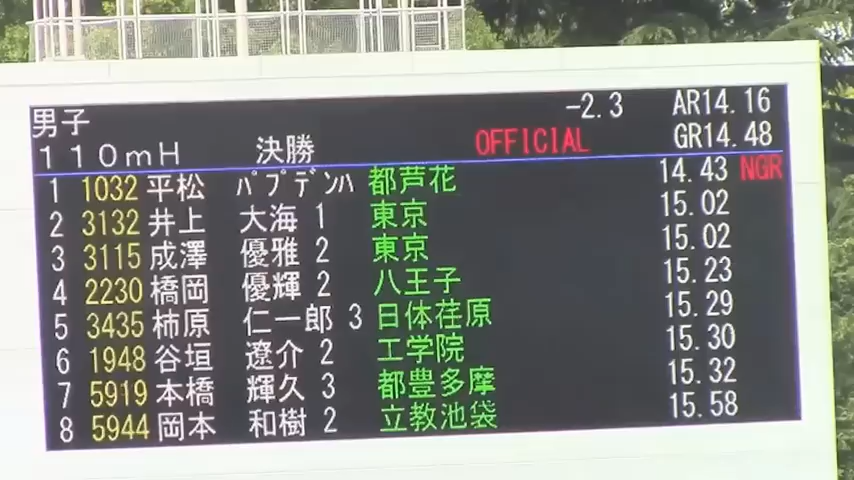 男子 -2.3 AR14.16
110mH 決勝 OFFICIAL GR14.48
1 1032 平松 ﾊﾟﾌﾟﾃﾞﾝﾊ 都芦花 14.43 NGR
2 3132 井上 大海 1 東京 15.02
3 3115 成澤 優雅 2 東京 15.02
4 2230 橋岡 優輝 2 八王子 15.23
5 3435 柿原 仁一郎 3 日体荏原 15.29
6 1948 谷垣 遼介 2 工学院 15.30
7 5919 本橋 輝久 3 都豊多摩 15.32
8 5944 岡本 和樹 2 立教池袋 15.58